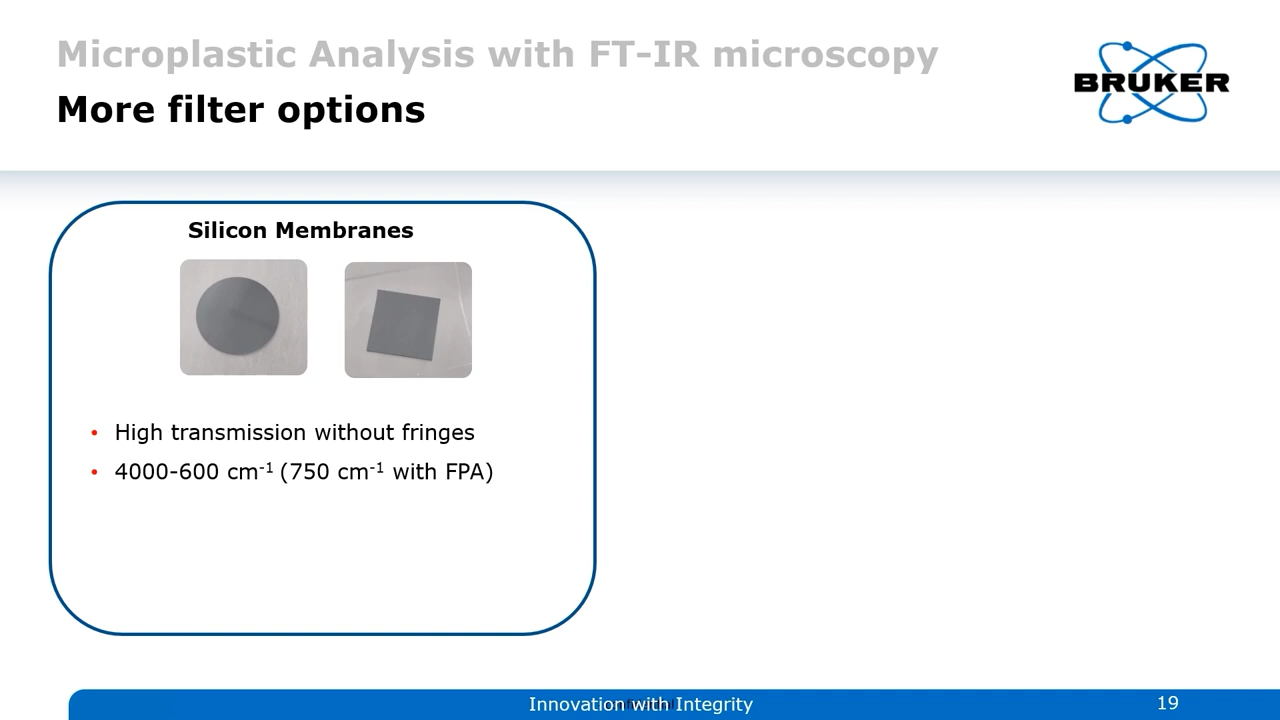 Microplastic Analysis with FT-IR microscopy
More filter options
BRUKER
Silicon Membranes
• High transmission without fringes
• 4000-600 cm⁻¹ (750 cm⁻¹ with FPA)
Innovation with Integrity
19